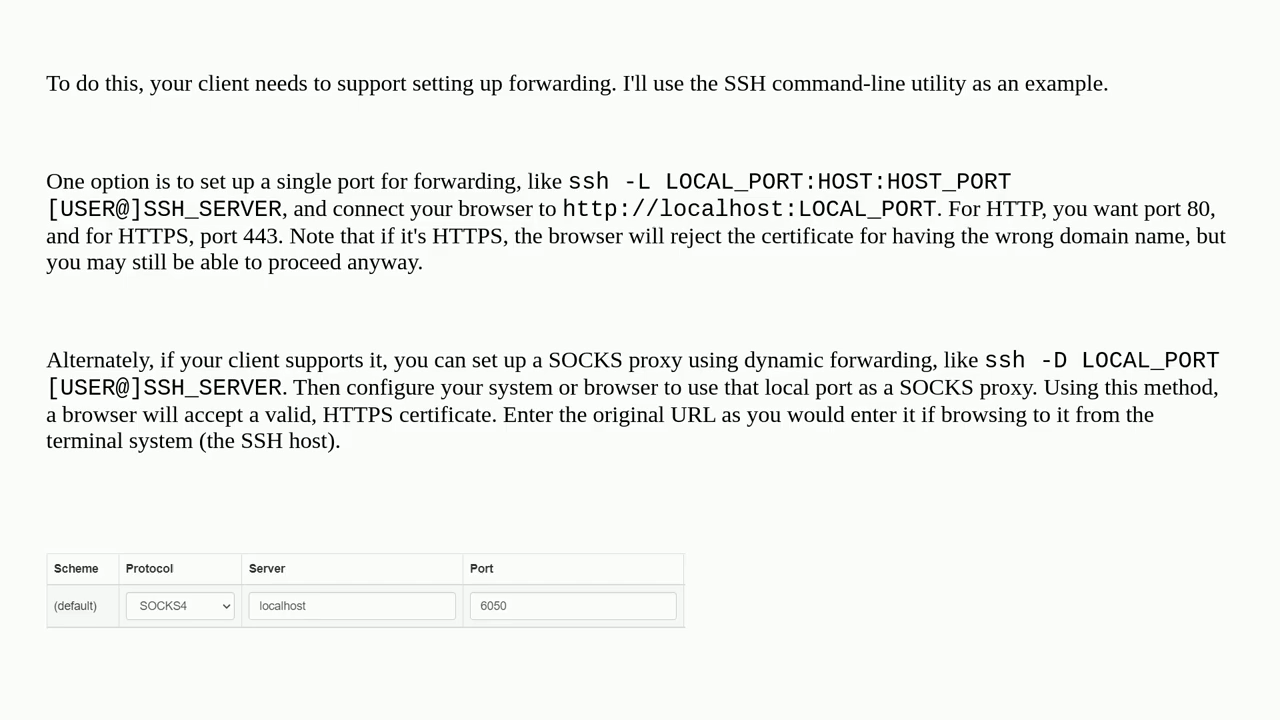 To do this, your client needs to support setting up forwarding. I'll use the SSH command-line utility as an example.
One option is to set up a single port for forwarding, like ssh -L LOCAL_PORT:HOST:HOST_PORT
[USER@]SSH_SERVER, and connect your browser to http://localhost:LOCAL_PORT. For HTTP, you want port 80,
and for HTTPS, port 443. Note that if it's HTTPS, the browser will reject the certificate for having the wrong domain name, but
you may still be able to proceed anyway.
Alternately, if your client supports it, you can set up a SOCKS proxy using dynamic forwarding, like ssh -D LOCAL_PORT
[USER@]SSH_SERVER. Then configure your system or browser to use that local port as a SOCKS proxy. Using this method,
a browser will accept a valid, HTTPS certificate. Enter the original URL as you would enter it if browsing to it from the
terminal system (the SSH host).
Scheme Protocol Server Port
(default) SOCKS4 localhost 6050